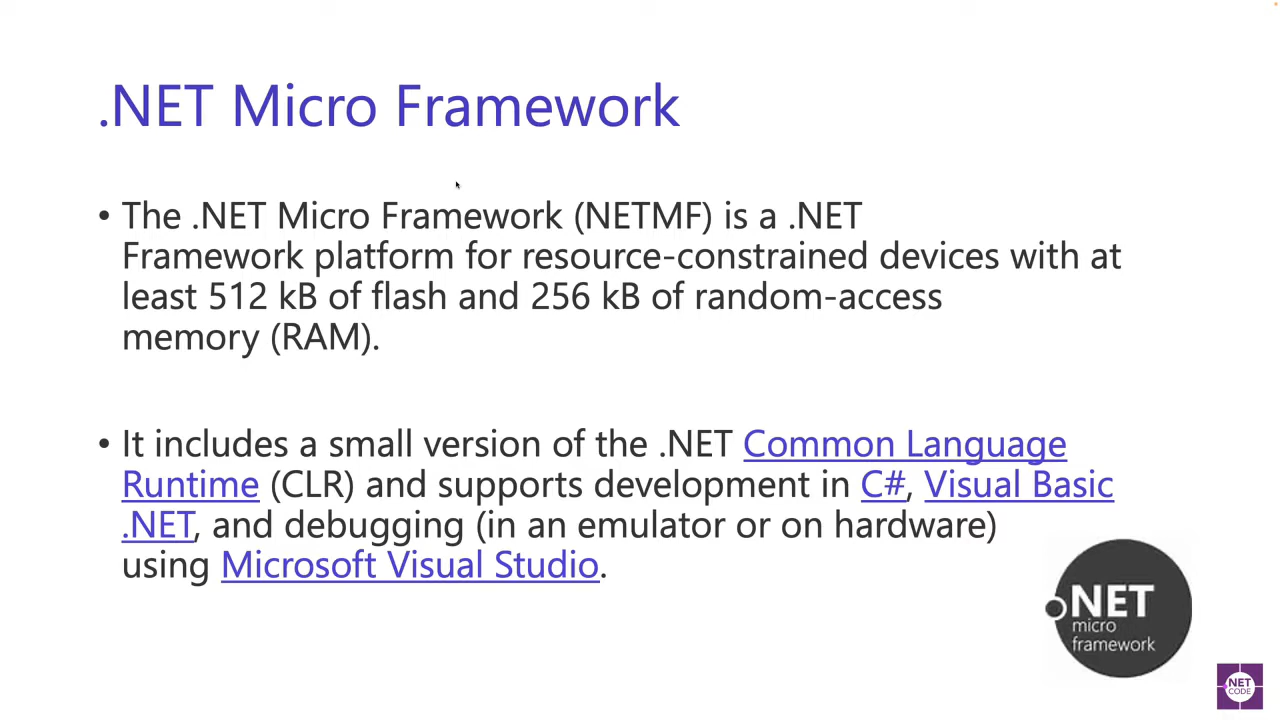 .NET Micro Framework
• The .NET Micro Framework (NETMF) is a .NET
Framework platform for resource-constrained devices with at
least 512 kB of flash and 256 kB of random-access
memory (RAM).
• It includes a small version of the .NET Common Language
Runtime (CLR) and supports development in C#, Visual Basic
.NET, and debugging (in an emulator or on hardware)
using Microsoft Visual Studio.
.NET
micro
framework
NET
CODE